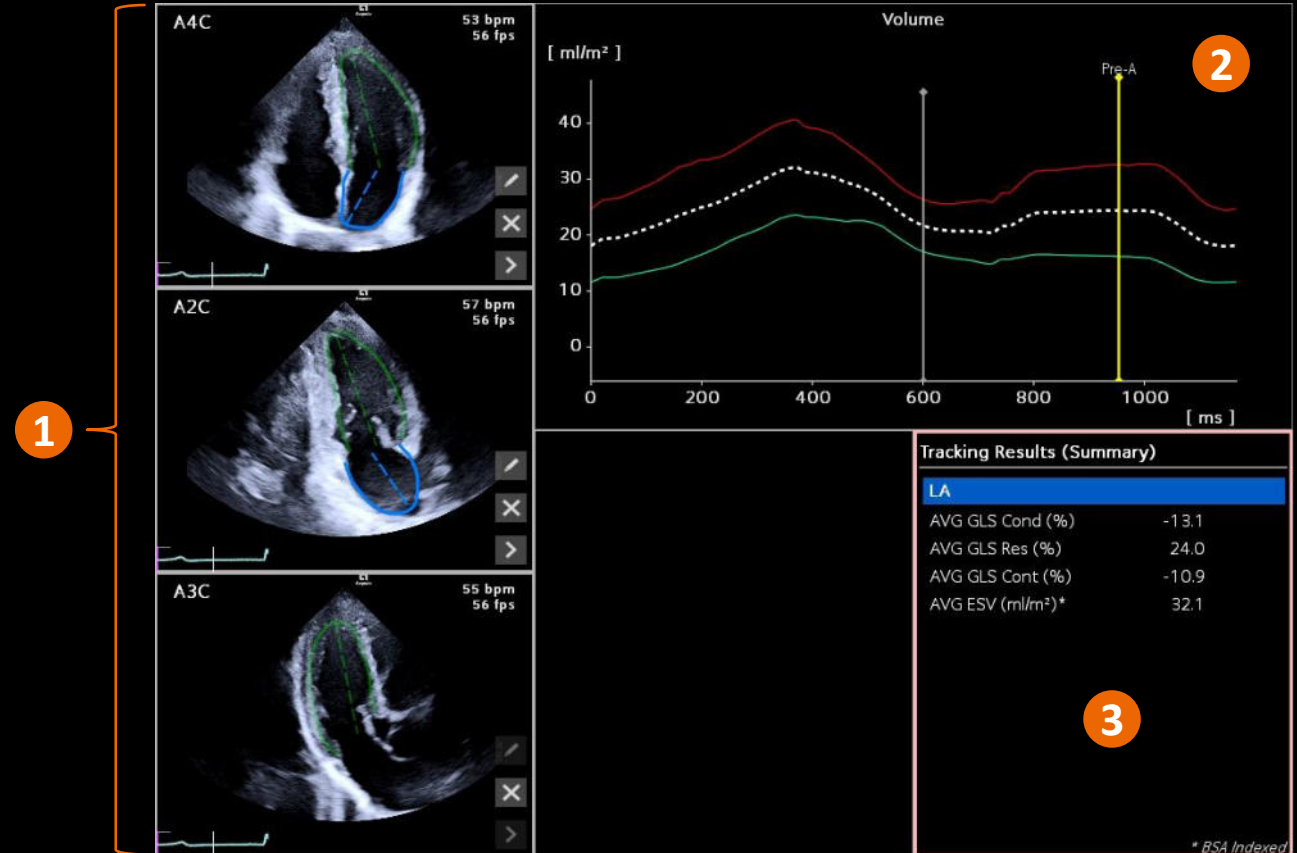 1
A4C
53 bpm
56 fps
A2C
57 bpm
56 fps
A3C
55 bpm
56 fps
Volume
2
[ ml/m² ]
Pre-A
40
30
20
10
0
0 200 400 600 800 1000
[ ms ]
Tracking Results (Summary)
LA
AVG GLS Cond (%) -13.1
AVG GLS Res (%) 24.0
AVG GLS Cont (%) -10.9
AVG ESV (ml/m²)* 32.1
3
* BSA Indexed